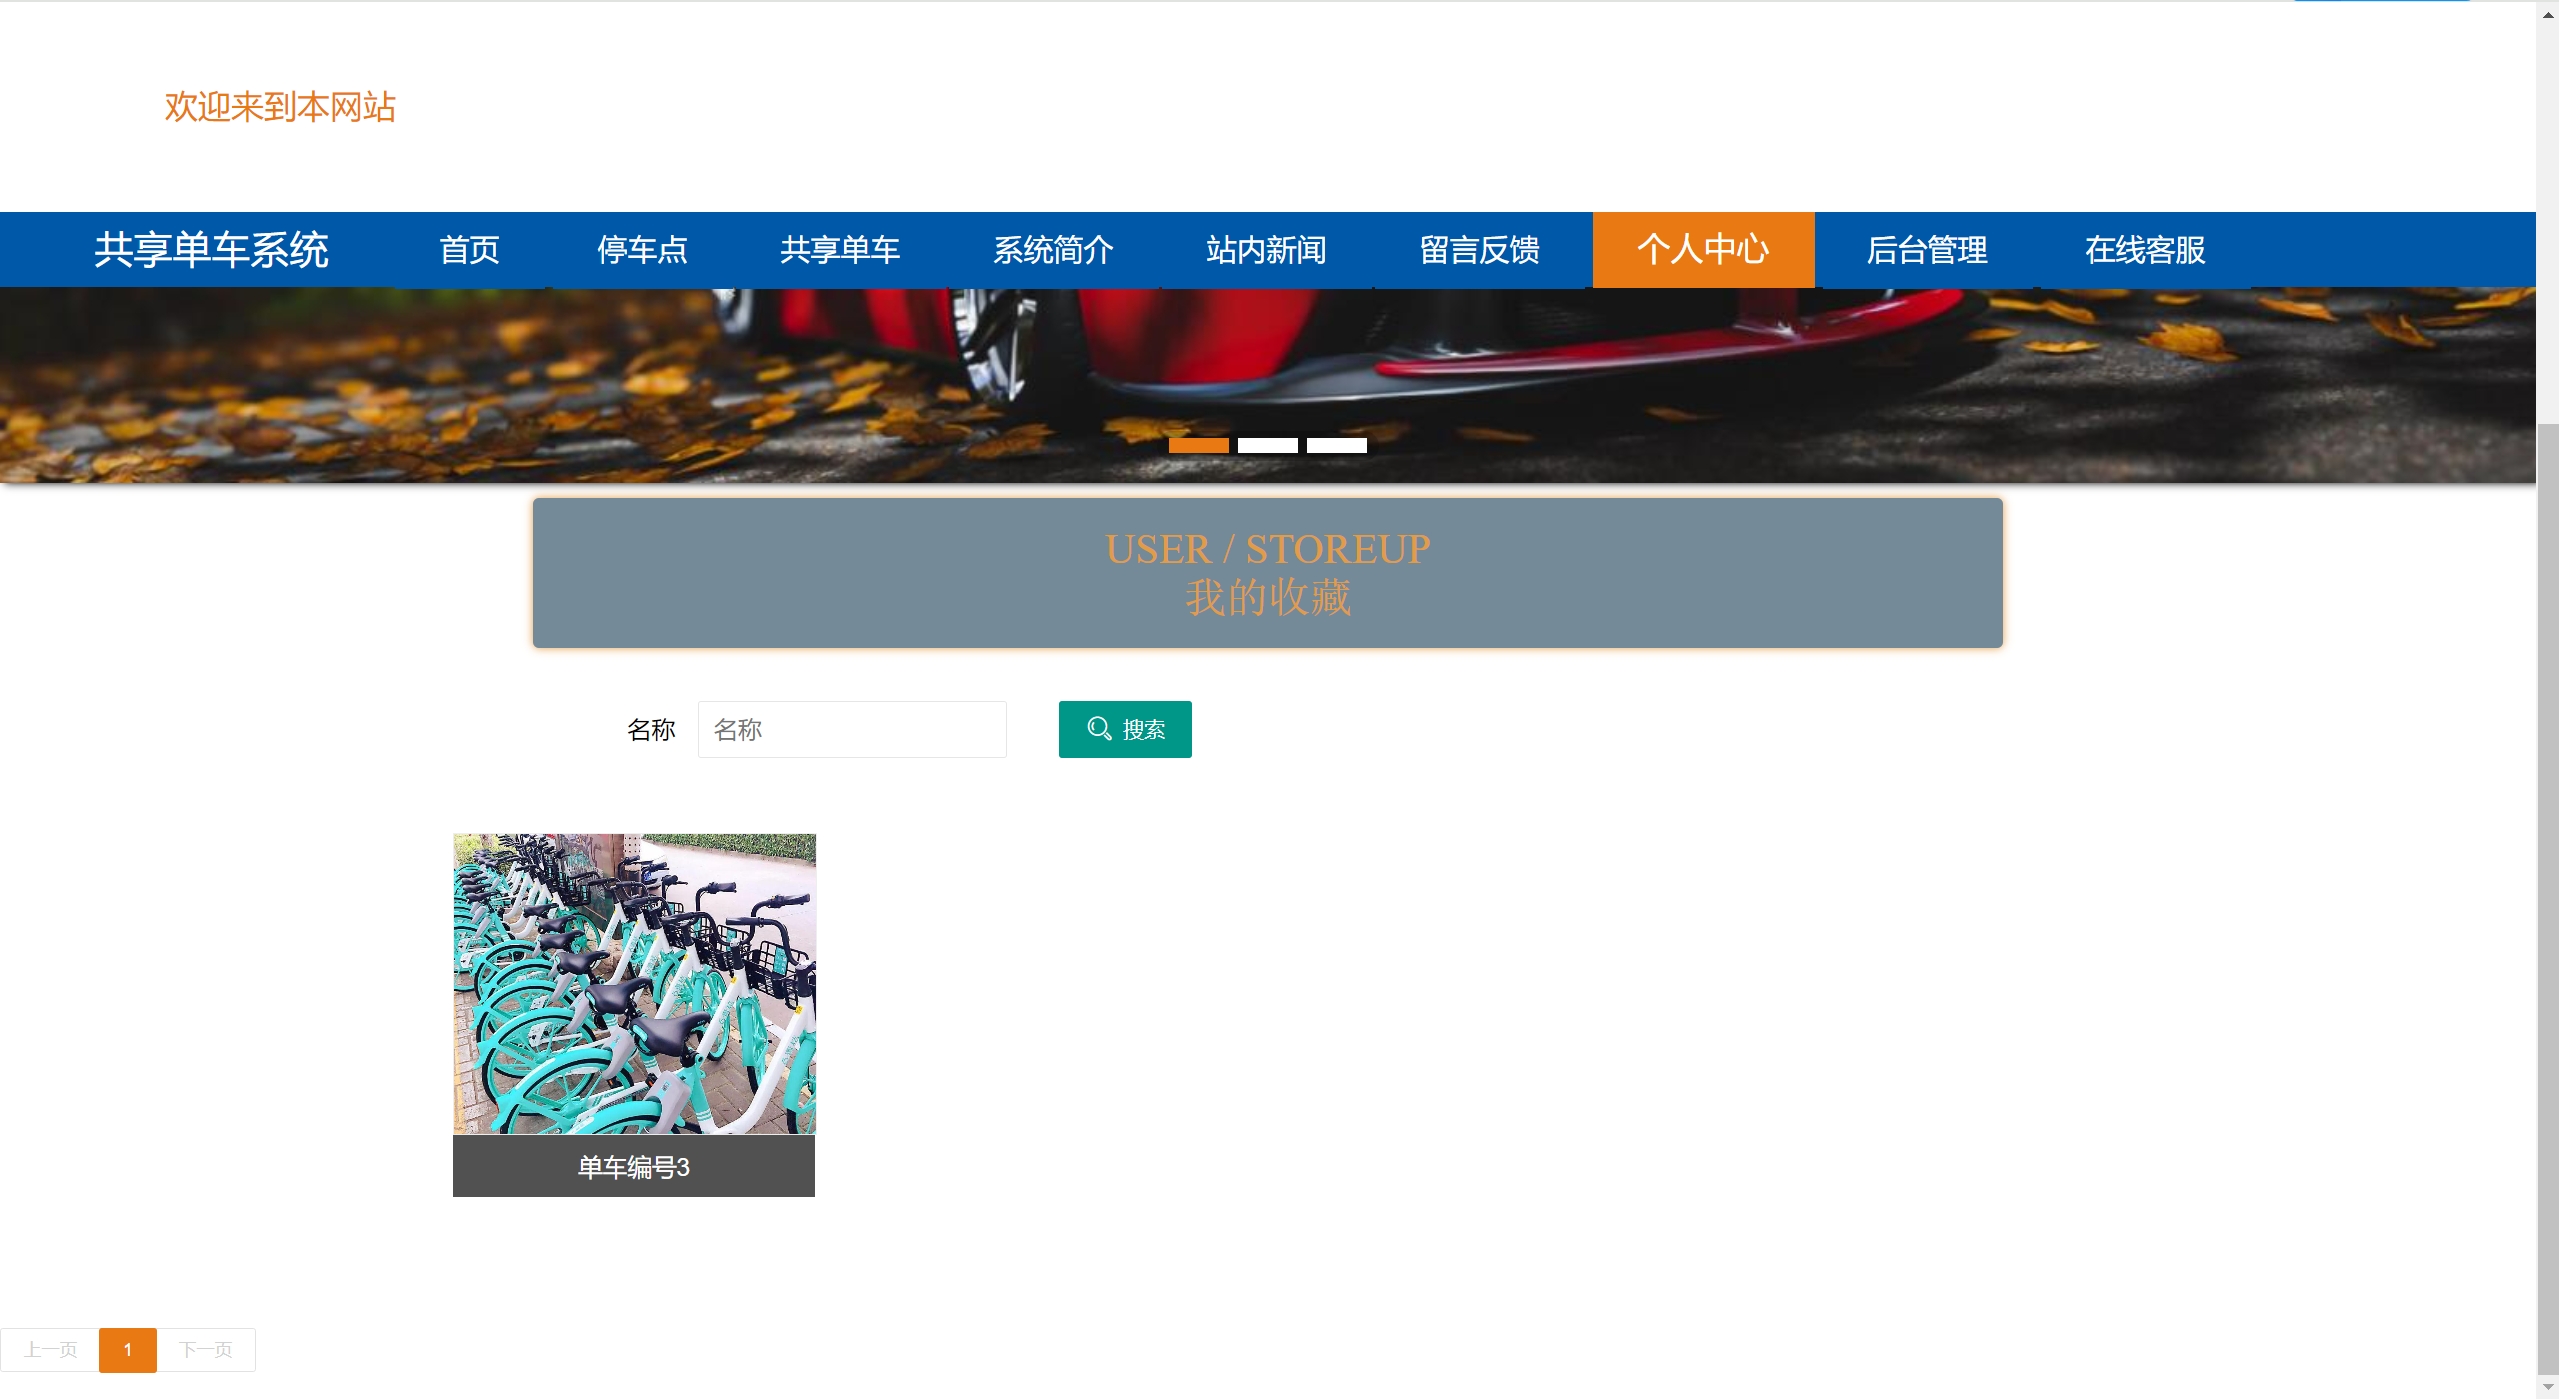 欢迎来到本网站
共享单车系统 首页 停车点 共享单车 系统简介 站内新闻 留言反馈 个人中心 后台管理 在线客服
USER / STOREUP
我的收藏
名称 名称 搜索
单车编号3
上一页 1 下一页